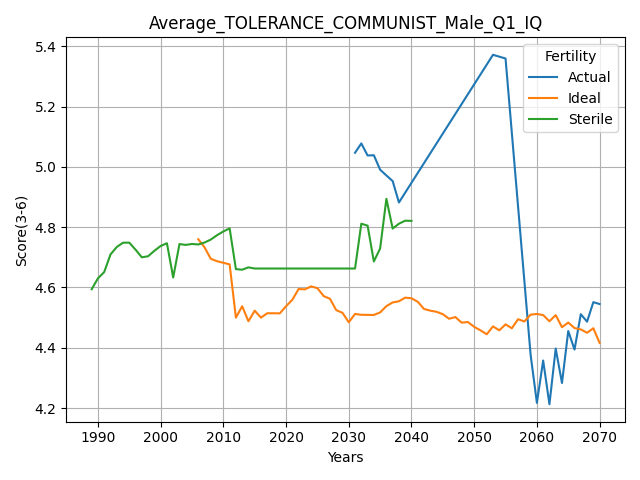 Average_TOLERANCE_COMMUNIST_Male_Q1_IQ
Fertility
Actual
Ideal
Sterile
Score(3-6)
5.4
5.2
5.0
4.8
4.6
4.4
4.2
1990 2000 2010 2020 2030 2040 2050 2060 2070
Years